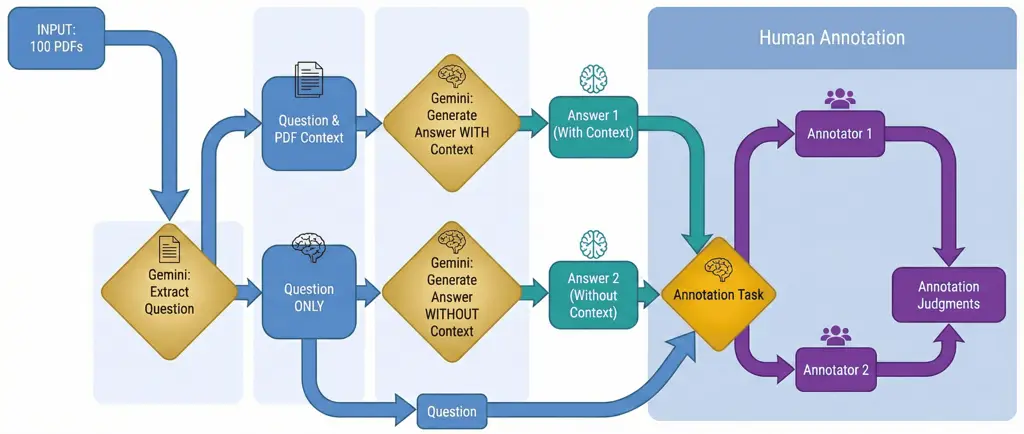 INPUT:
100 PDFs
Gemini:
Extract
Question
Question &
PDF Context
Gemini:
Generate
Answer WITH
Context
Answer 1
(With Context)
Question
ONLY
Gemini:
Generate
Answer
WITHOUT
Context
Answer 2
(Without
Context)
Question
Human Annotation
Annotation Task
Annotator 1
Annotator 2
Annotation
Judgments